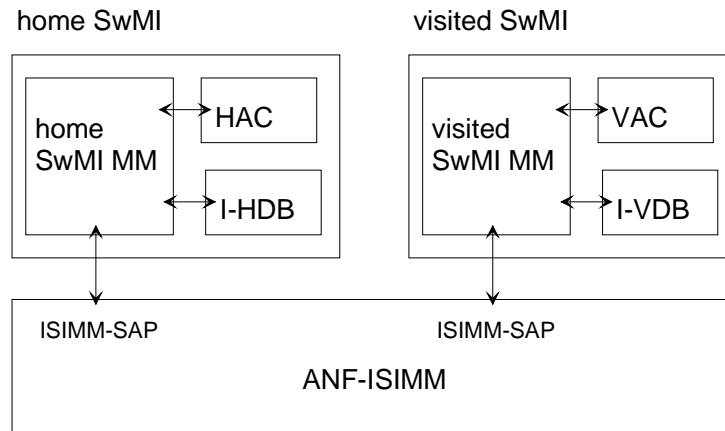 home SwMI
visited SwMI
home
SwMI MM
HAC
I-HDB
visited
SwMI MM
VAC
I-VDB
ISIMM-SAP
ISIMM-SAP
ANF-ISIMM